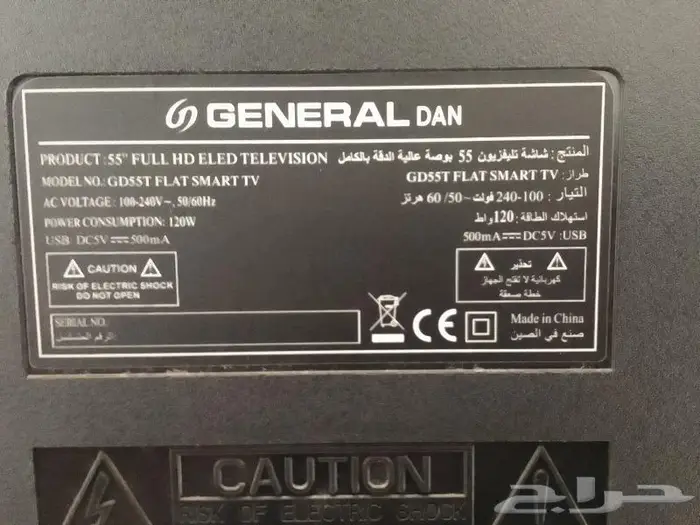 GENERAL DAN
PRODUCT : 55" FULL HD ELED TELEVISION
MODEL NO.: GD55T FLAT SMART TV
AC VOLTAGE : 100-240V~, 50/60Hz
POWER CONSUMPTION: 120W
USB DC5V 500mA
المنتج : شاشة تليفزيون 55 بوصة عالية الدقة بالكامل
طراز: GD55T FLAT SMART TV
التيار : 100-240 فولت ~50/ 60 هرتز
استهلاك الطاقة: 120واط
500mA DC5V :USB
CAUTION
RISK OF ELECTRIC SHOCK
DO NOT OPEN
تحذير
كهربائية لا تفتح الجهاز
خطة صعقة
SERIAL NO.
الرقم المتسلسل:
CE
Made in China
صنع في الصين
CAUTION
RISK OF ELECTRIC SHOCK
حراج